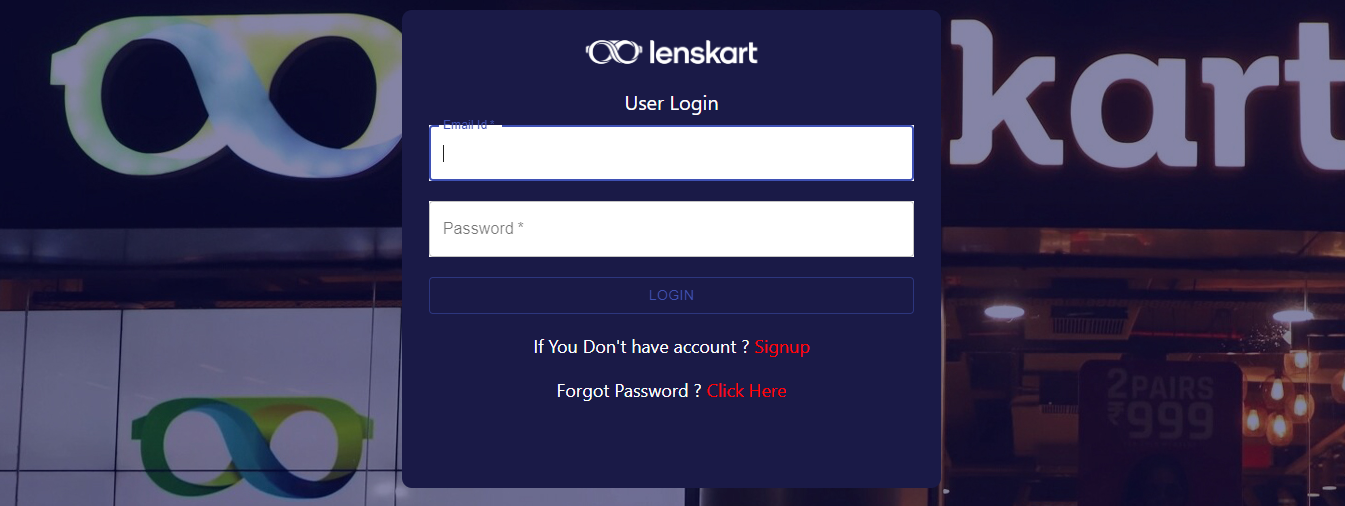 lenskart
kart
User Login
Email Id *
Password *
LOGIN
If You Don't have account ? Signup
Forgot Password ? Click Here
2 PAIRS
₹999